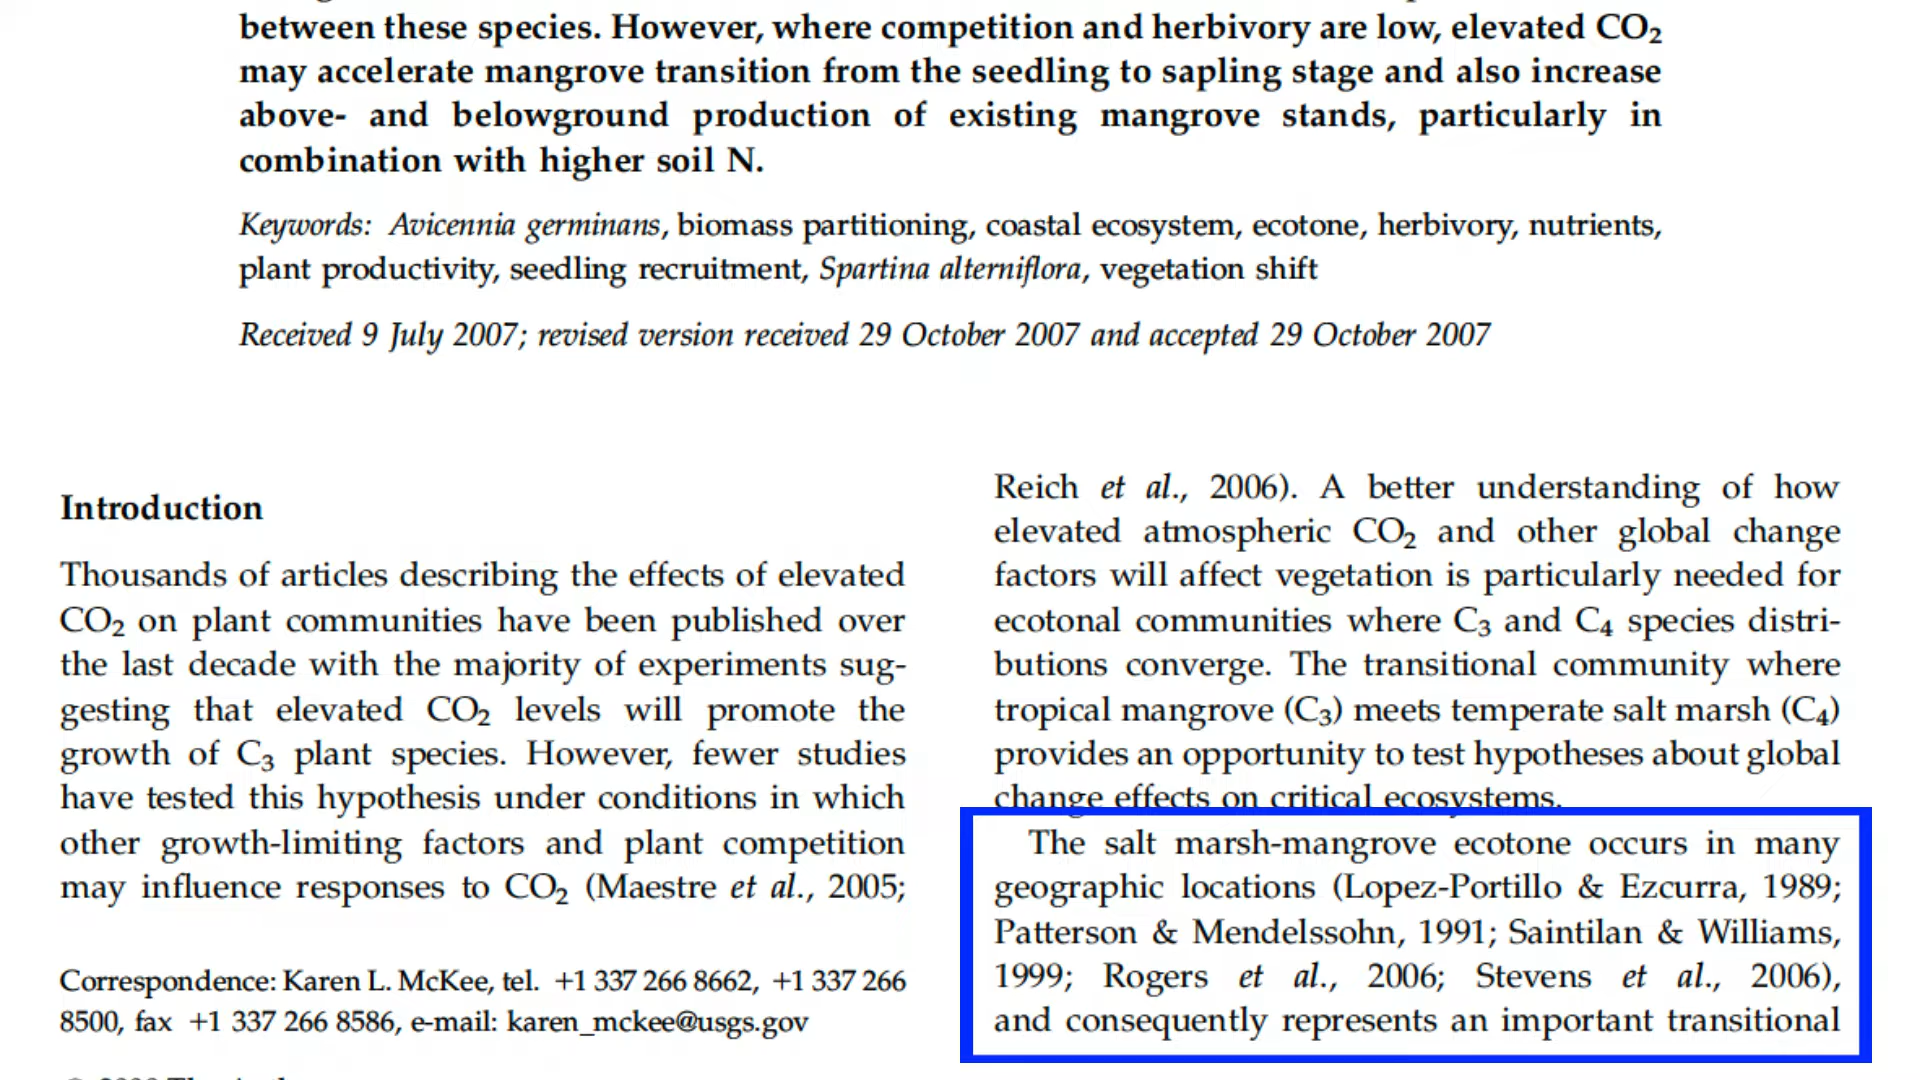 between these species. However, where competition and herbivory are low, elevated CO₂
may accelerate mangrove transition from the seedling to sapling stage and also increase
above- and belowground production of existing mangrove stands, particularly in
combination with higher soil N.
Keywords: Avicennia germinans, biomass partitioning, coastal ecosystem, ecotone, herbivory, nutrients,
plant productivity, seedling recruitment, Spartina alterniflora, vegetation shift
Received 9 July 2007; revised version received 29 October 2007 and accepted 29 October 2007
Introduction
Thousands of articles describing the effects of elevated
CO₂ on plant communities have been published over
the last decade with the majority of experiments sug-
gesting that elevated CO₂ levels will promote the
growth of C₃ plant species. However, fewer studies
have tested this hypothesis under conditions in which
other growth-limiting factors and plant competition
may influence responses to CO₂ (Maestre et al., 2005;
Correspondence: Karen L. McKee, tel. +1 337 266 8662, +1 337 266
8500, fax +1 337 266 8586, e-mail: karen_mckee@usgs.gov
Reich et al., 2006). A better understanding of how
elevated atmospheric CO₂ and other global change
factors will affect vegetation is particularly needed for
ecotonal communities where C₃ and C₄ species distri-
butions converge. The transitional community where
tropical mangrove (C₃) meets temperate salt marsh (C₄)
provides an opportunity to test hypotheses about global
change effects on critical ecosystems.
The salt marsh-mangrove ecotone occurs in many
geographic locations (Lopez-Portillo & Ezcurra, 1989;
Patterson & Mendelssohn, 1991; Saintilan & Williams,
1999; Rogers et al., 2006; Stevens et al., 2006),
and consequently represents an important transitional